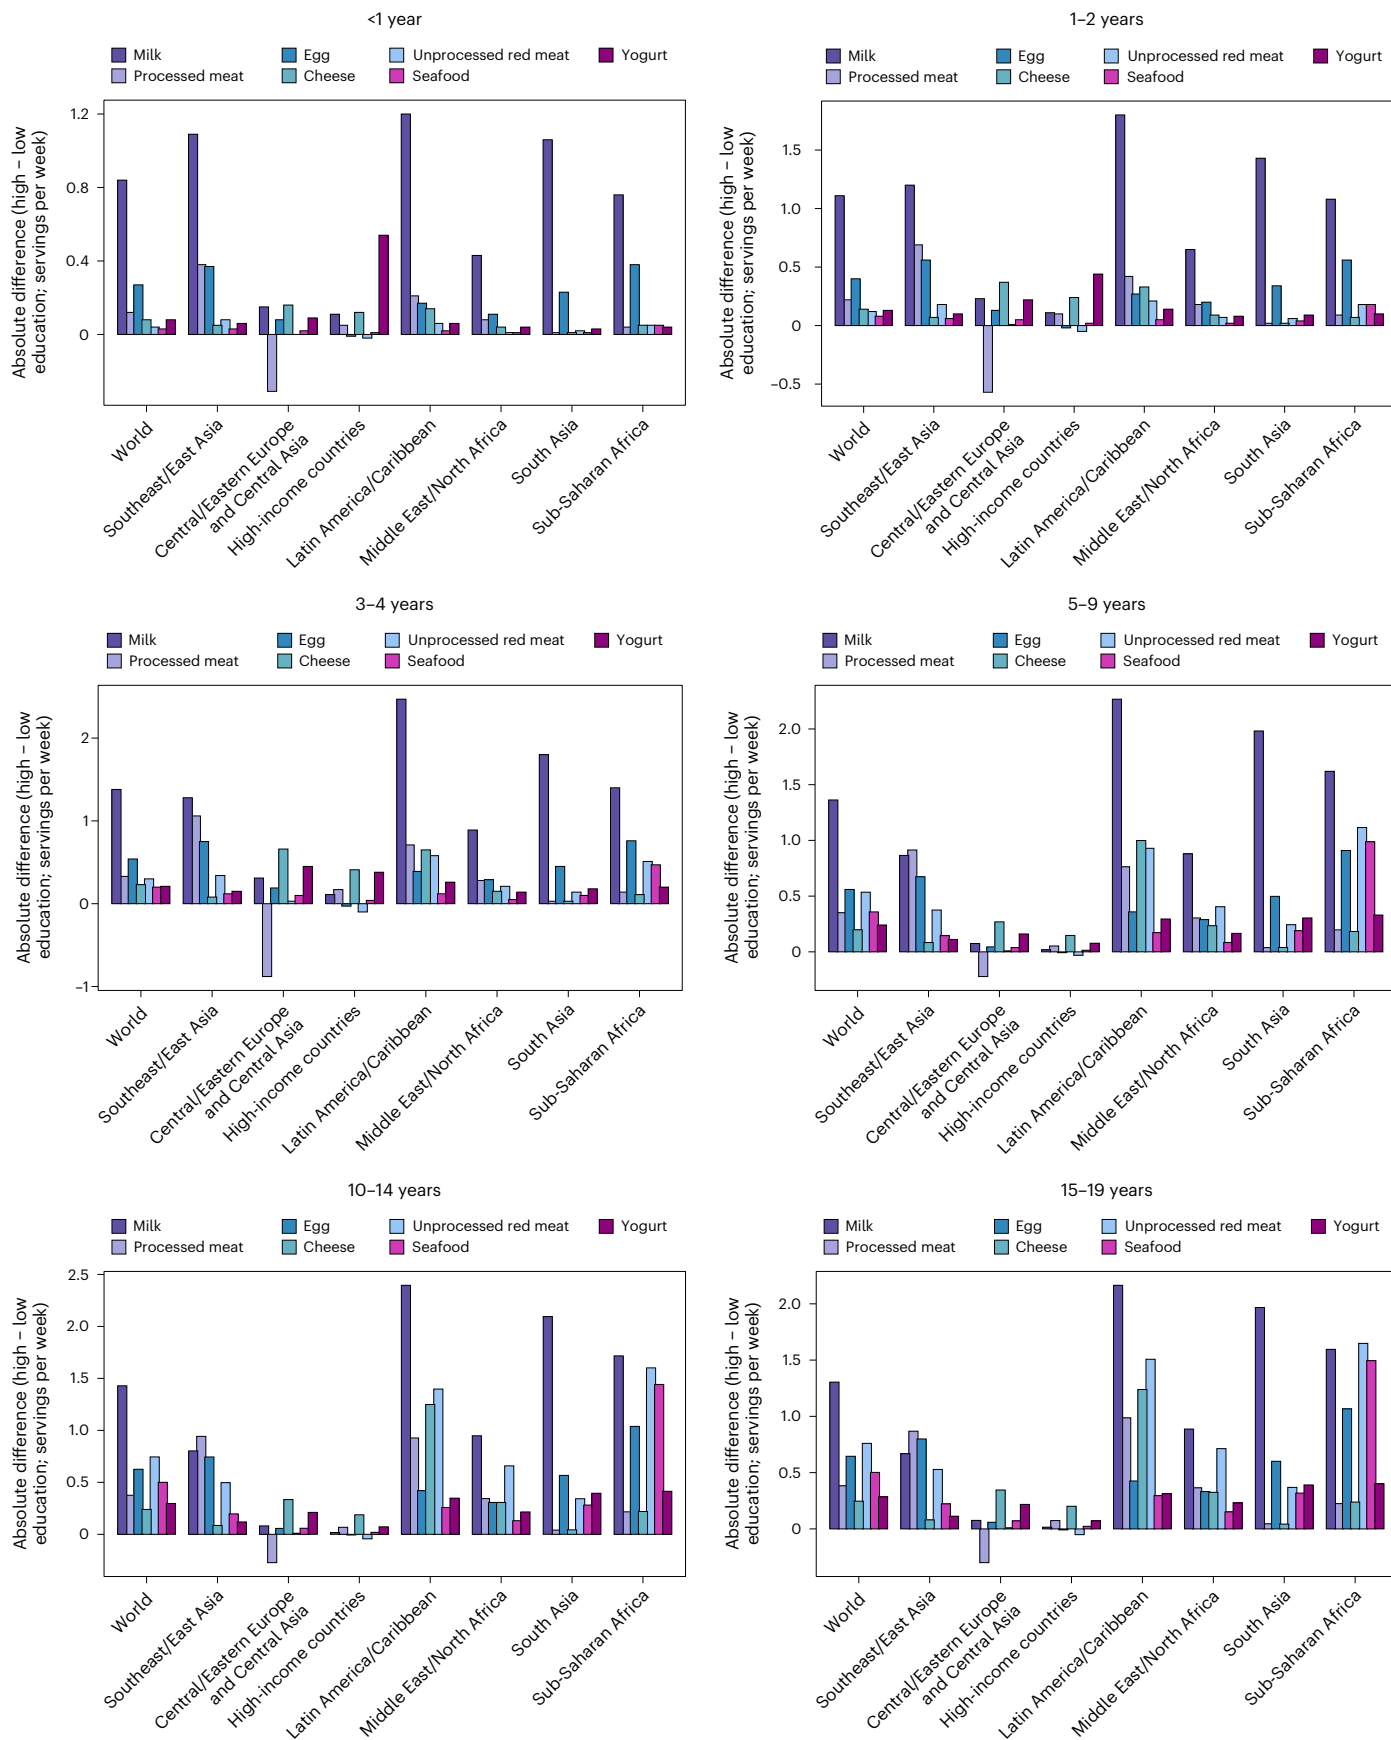 <1 year
Milk Egg Unprocessed red meat Yogurt
Processed meat Cheese Seafood
Absolute difference (high – low
education; servings per week)
1.2
0.8
0.4
0
World
Southeast/East Asia
Central/Eastern Europe
and Central Asia
High-income countries
Latin America/Caribbean
Middle East/North Africa
South Asia
Sub-Saharan Africa
1–2 years
Milk Egg Unprocessed red meat Yogurt
Processed meat Cheese Seafood
Absolute difference (high – low
education; servings per week)
1.5
1.0
0.5
0
–0.5
World
Southeast/East Asia
Central/Eastern Europe
and Central Asia
High-income countries
Latin America/Caribbean
Middle East/North Africa
South Asia
Sub-Saharan Africa
3–4 years
Milk Egg Unprocessed red meat Yogurt
Processed meat Cheese Seafood
Absolute difference (high – low
education; servings per week)
2
1
0
–1
World
Southeast/East Asia
Central/Eastern Europe
and Central Asia
High-income countries
Latin America/Caribbean
Middle East/North Africa
South Asia
Sub-Saharan Africa
5–9 years
Milk Egg Unprocessed red meat Yogurt
Processed meat Cheese Seafood
Absolute difference (high – low
education; servings per week)
2.0
1.5
1.0
0.5
0
World
Southeast/East Asia
Central/Eastern Europe
and Central Asia
High-income countries
Latin America/Caribbean
Middle East/North Africa
South Asia
Sub-Saharan Africa
10–14 years
Milk Egg Unprocessed red meat Yogurt
Processed meat Cheese Seafood
Absolute difference (high – low
education; servings per week)
2.5
2.0
1.5
1.0
0.5
0
World
Southeast/East Asia
Central/Eastern Europe
and Central Asia
High-income countries
Latin America/Caribbean
Middle East/North Africa
South Asia
Sub-Saharan Africa
15–19 years
Milk Egg Unprocessed red meat Yogurt
Processed meat Cheese Seafood
Absolute difference (high – low
education; servings per week)
2.0
1.5
1.0
0.5
0
World
Southeast/East Asia
Central/Eastern Europe
and Central Asia
High-income countries
Latin America/Caribbean
Middle East/North Africa
South Asia
Sub-Saharan Africa